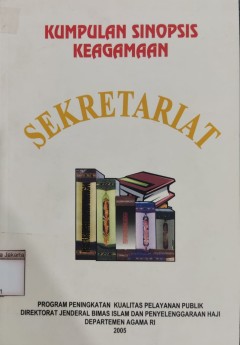 KUMPULAN SINOPSIS
KEAGAMAAN
SEKRETARIAT
a Jakarta
PROGRAM PENINGKATAN KUALITAS PELAYANAN PUBLIK
DIREKTORAT JENDERAL BIMAS ISLAM DAN PENYELENGGARAAN HAJI
DEPARTEMEN AGAMA RI
2005